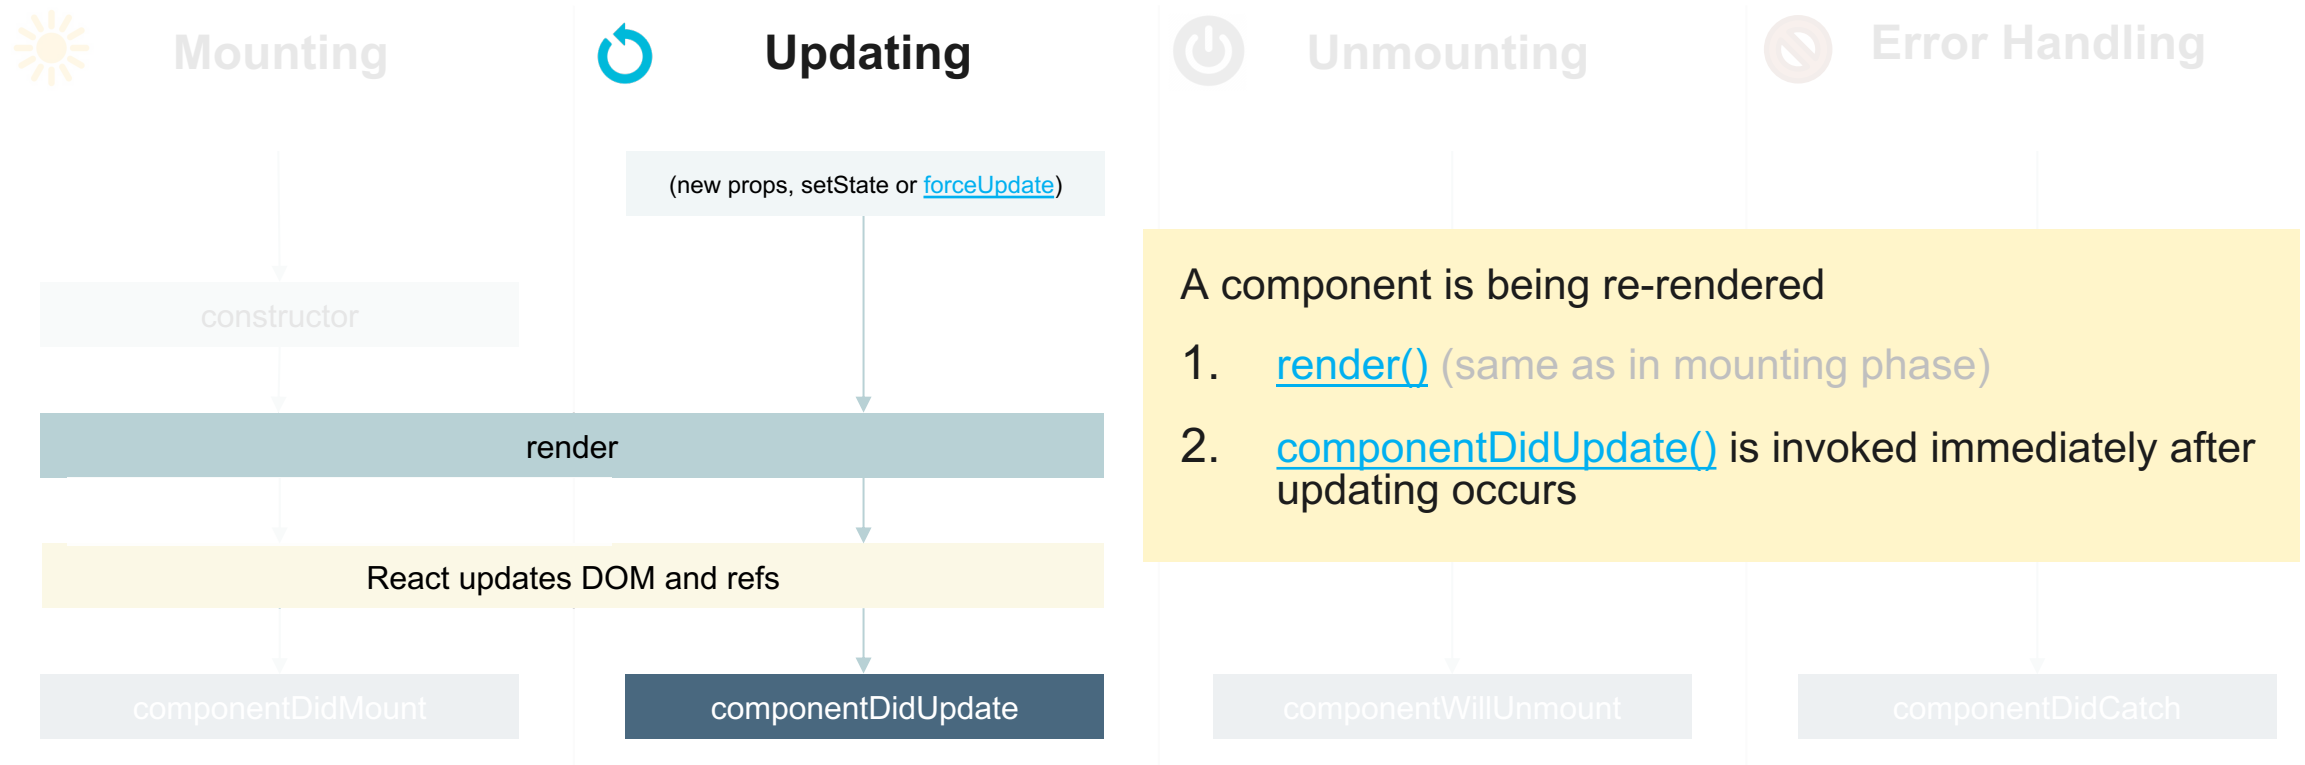 Mounting
Updating
Unmounting
Error Handling
(new props, setState or forceUpdate)
constructor
render
React updates DOM and refs
componentDidMount
componentDidUpdate
componentWillUnmount
componentDidCatch
A component is being re-rendered
1. render() (same as in mounting phase)
2. componentDidUpdate() is invoked immediately after
updating occurs